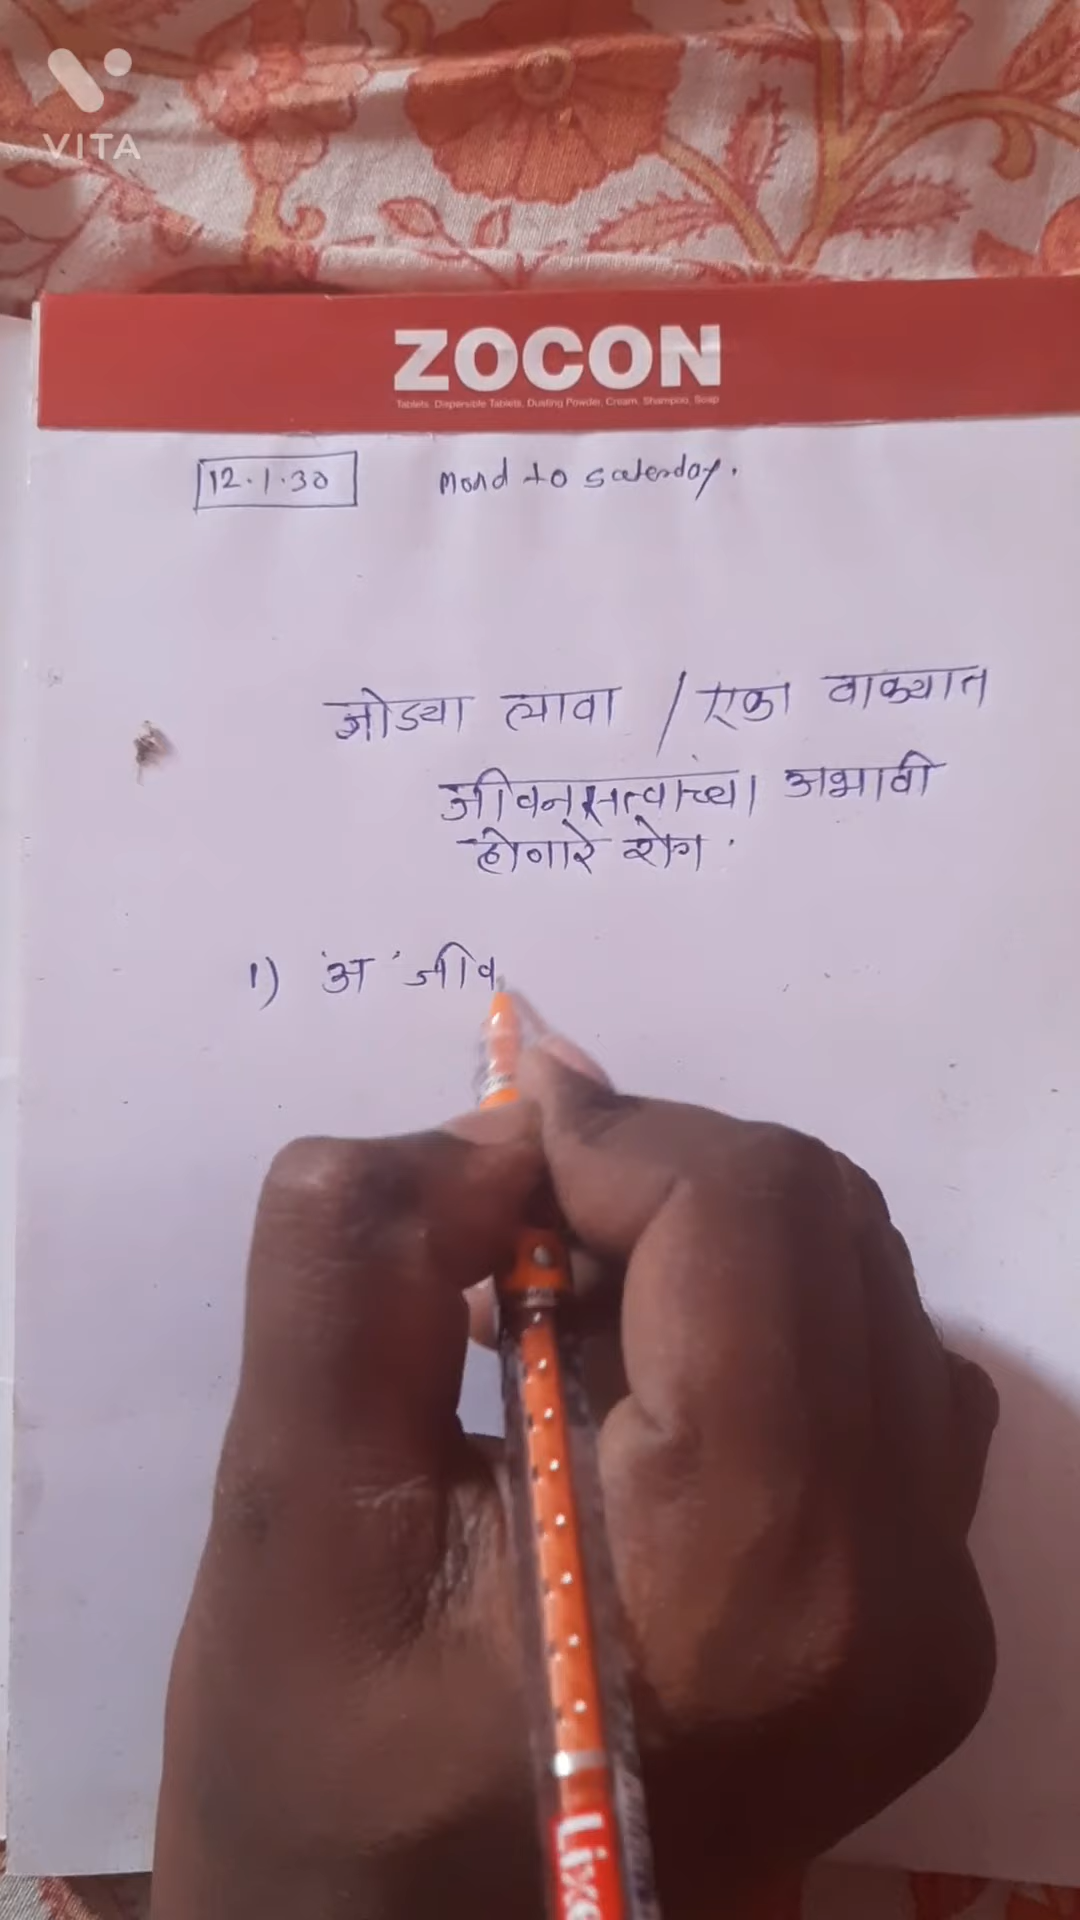 VITA
ZOCON
Tablets, Dispersible Tablets, Dusting Powder, Cream, Shampoo, Soap
12.1.30 Mond to saterday.
जोड्या लावा / एका वाक्यात
जीवनसत्वांच्या अभावी
होणारे रोग.
1) 'अ' जीव
Lin